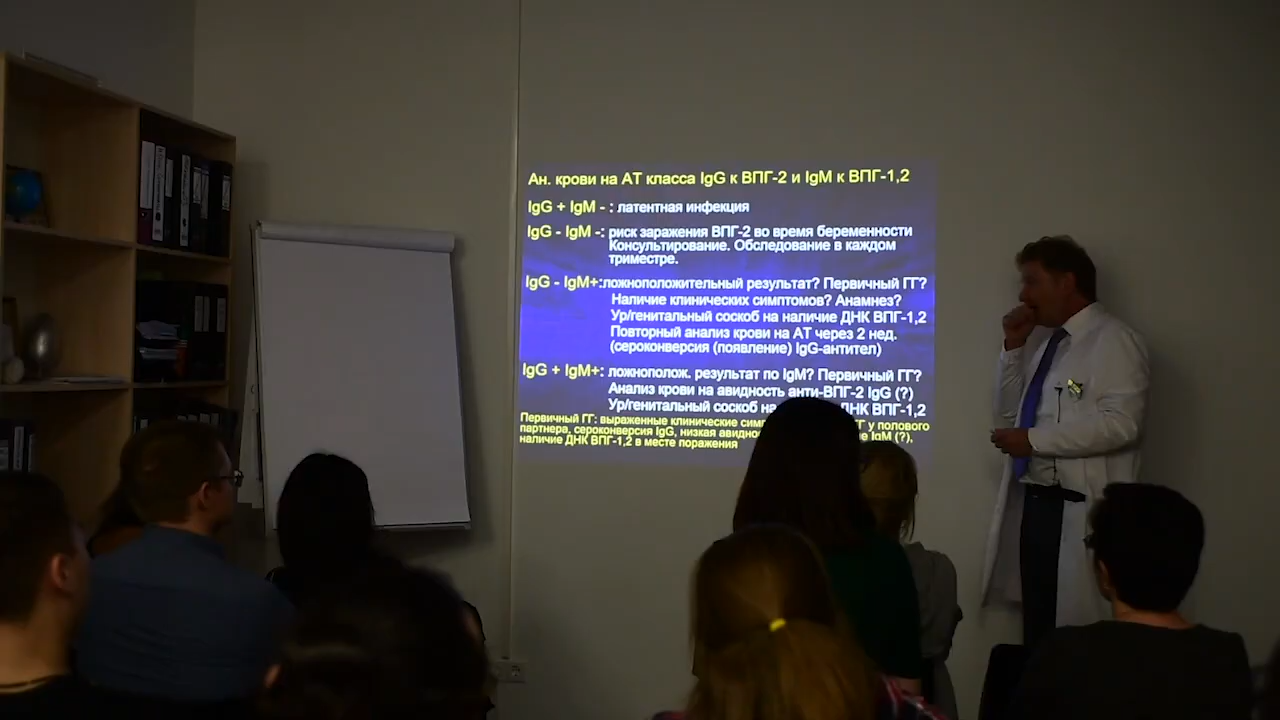 Ан. крови на АТ класса IgG к ВПГ-2 и IgM к ВПГ-1,2
IgG + IgM - : латентная инфекция
IgG - IgM -: риск заражения ВПГ-2 во время беременности
Консультирование. Обследование в каждом
триместре.
IgG - IgM+:ложноположительный результат? Первичный ГГ?
Наличие клинических симптомов? Анамнез?
Ур/генитальный соскоб на наличие ДНК ВПГ-1,2
Повторный анализ крови на АТ через 2 нед.
(сероконверсия (появление) IgG-антител)
IgG + IgM+: ложнополож. результат по IgM? Первичный ГГ?
Анализ крови на авидность анти-ВПГ-2 IgG (?)
Ур/генитальный соскоб на ДНК ВПГ-1,2
Первичный ГГ: выраженные клинические у полового
партнера, сероконверсия IgG, низкая IgM (?),
наличие ДНК ВПГ-1,2 в месте поражения